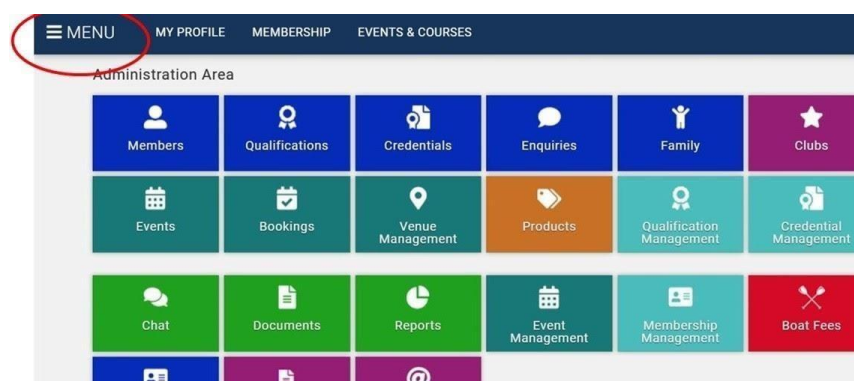 MENU MY PROFILE MEMBERSHIP EVENTS & COURSES
Administration Area
Members Qualifications Credentials Enquiries Family Clubs
Events Bookings Venue Management Products Qualification Management Credential Management
Chat Documents Reports Event Management Membership Management Boat Fees